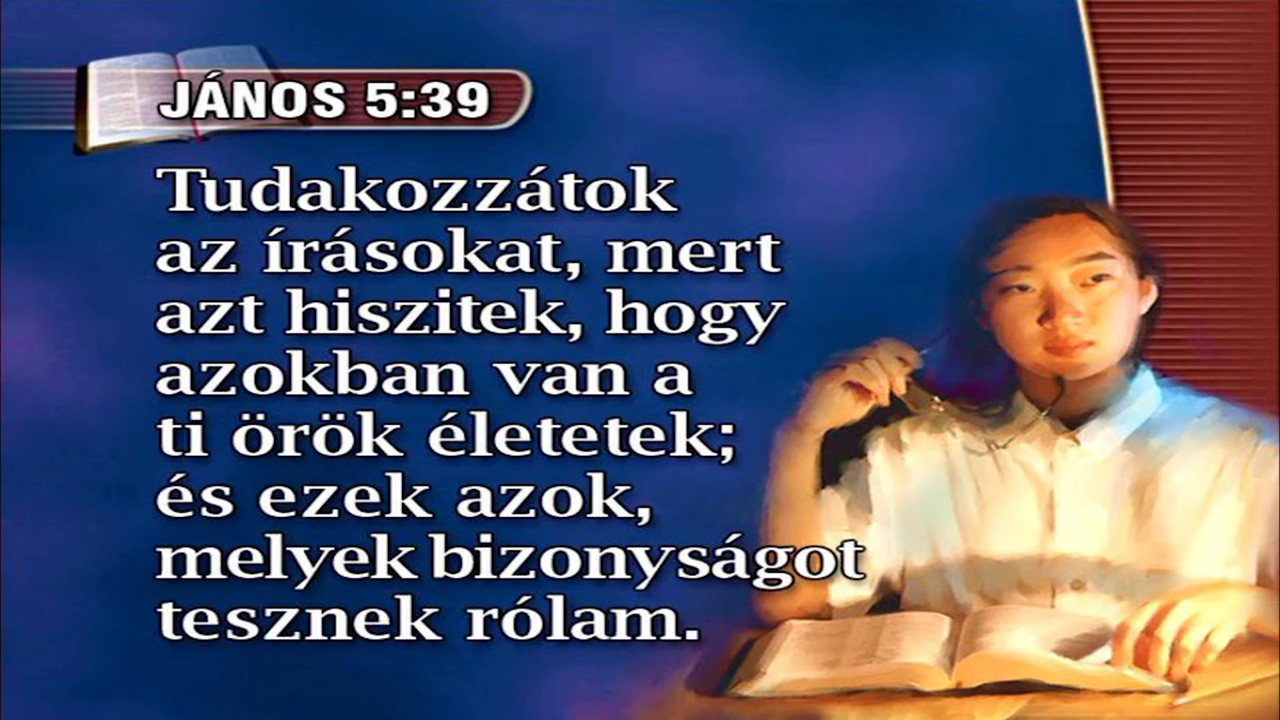 JÁNOS 5:39
Tudakozzátok
az írásokat, mert
azt hiszitek, hogy
azokban van a
ti örök életetek;
és ezek azok,
melyek bizonyságot
tesznek rólam.